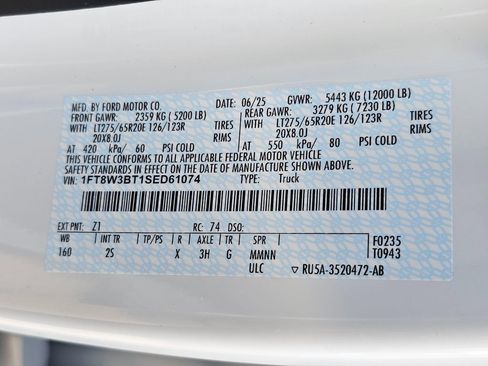 MFD. BY FORD MOTOR CO. DATE: 06/25 GVWR: 5443 KG (12000 LB)
FRONT GAWR: 2359 KG (5200 LB) REAR GAWR: 3279 KG (7230 LB)
WITH LT275/65R20E 126/123R TIRES WITH LT275/65R20E 126/123R TIRES
20X8.0J RIMS 20X8.0J RIMS
AT 420 kPa/ 60 PSI COLD AT 550 kPa/ 80 PSI COLD
THIS VEHICLE CONFORMS TO ALL APPLICABLE FEDERAL MOTOR VEHICLE
SAFETY STANDARDS IN EFFECT ON THE DATE OF MANUFACTURE SHOWN ABOVE.
VIN: 1FT8W3BT1SED61074 TYPE: Truck
EXT PNT: Z1 RC: 74 DSO:
WB INT TR TP/PS R AXLE TR SPR F0235
160 2S X 3H G MMNN T0943
ULC ▽ RU5A-3520472-AB